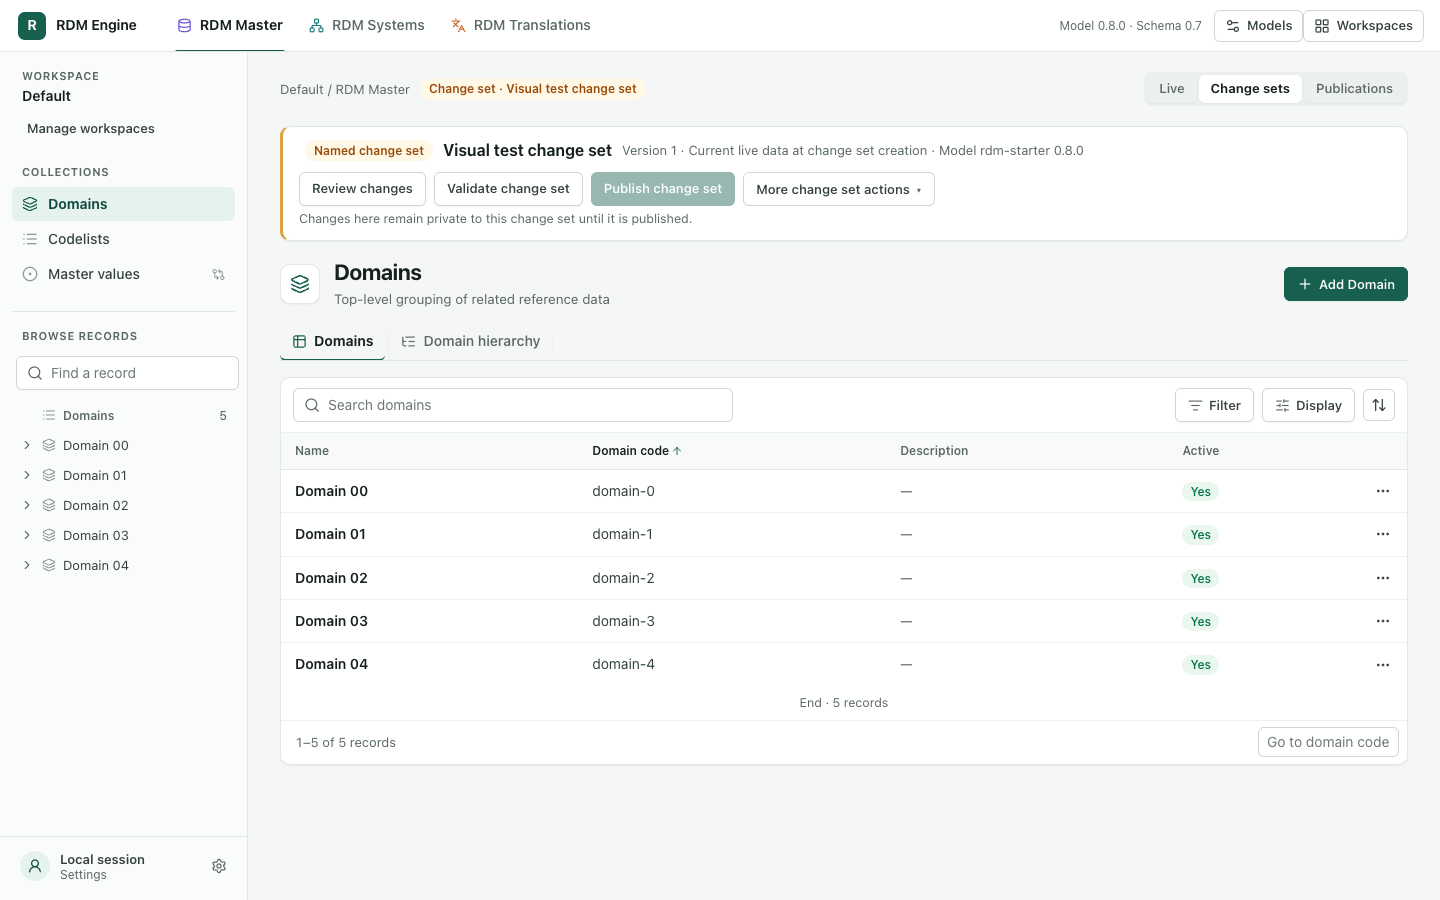 R RDM Engine RDM Master RDM Systems RDM Translations Model 0.8.0 · Schema 0.7 Models Workspaces
WORKSPACE
Default
Manage workspaces
COLLECTIONS
Domains
Codelists
Master values
BROWSE RECORDS
Find a record
Domains 5
Domain 00
Domain 01
Domain 02
Domain 03
Domain 04
Local session
Settings
Default / RDM Master Change set · Visual test change set Live Change sets Publications
Named change set Visual test change set Version 1 · Current live data at change set creation · Model rdm-starter 0.8.0
Review changes Validate change set Publish change set More change set actions
Changes here remain private to this change set until it is published.
Domains
Top-level grouping of related reference data
Add Domain
Domains Domain hierarchy
Search domains Filter Display
Name Domain code ↑ Description Active
Domain 00 domain-0 — Yes
Domain 01 domain-1 — Yes
Domain 02 domain-2 — Yes
Domain 03 domain-3 — Yes
Domain 04 domain-4 — Yes
End · 5 records
1–5 of 5 records Go to domain code